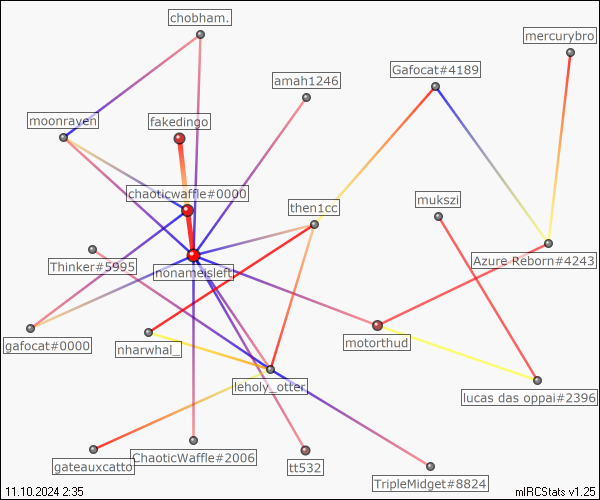 chobham.
mercurybro
Gafocat#4189
amah1246
moonraven
fakedingo
chaoticwaffle#0000
mukszi
then1cc
Azure Reborn#4243
Thinker#5995
nonameisleft
gafocat#0000
nharwhal_
motorthud
leholy_otter
lucas das oppai#2396
gateauxcatto
ChaoticWaffle#2006
tt532
TripleMidget#8824
11.10.2024 2:35
mIRCStats v1.25